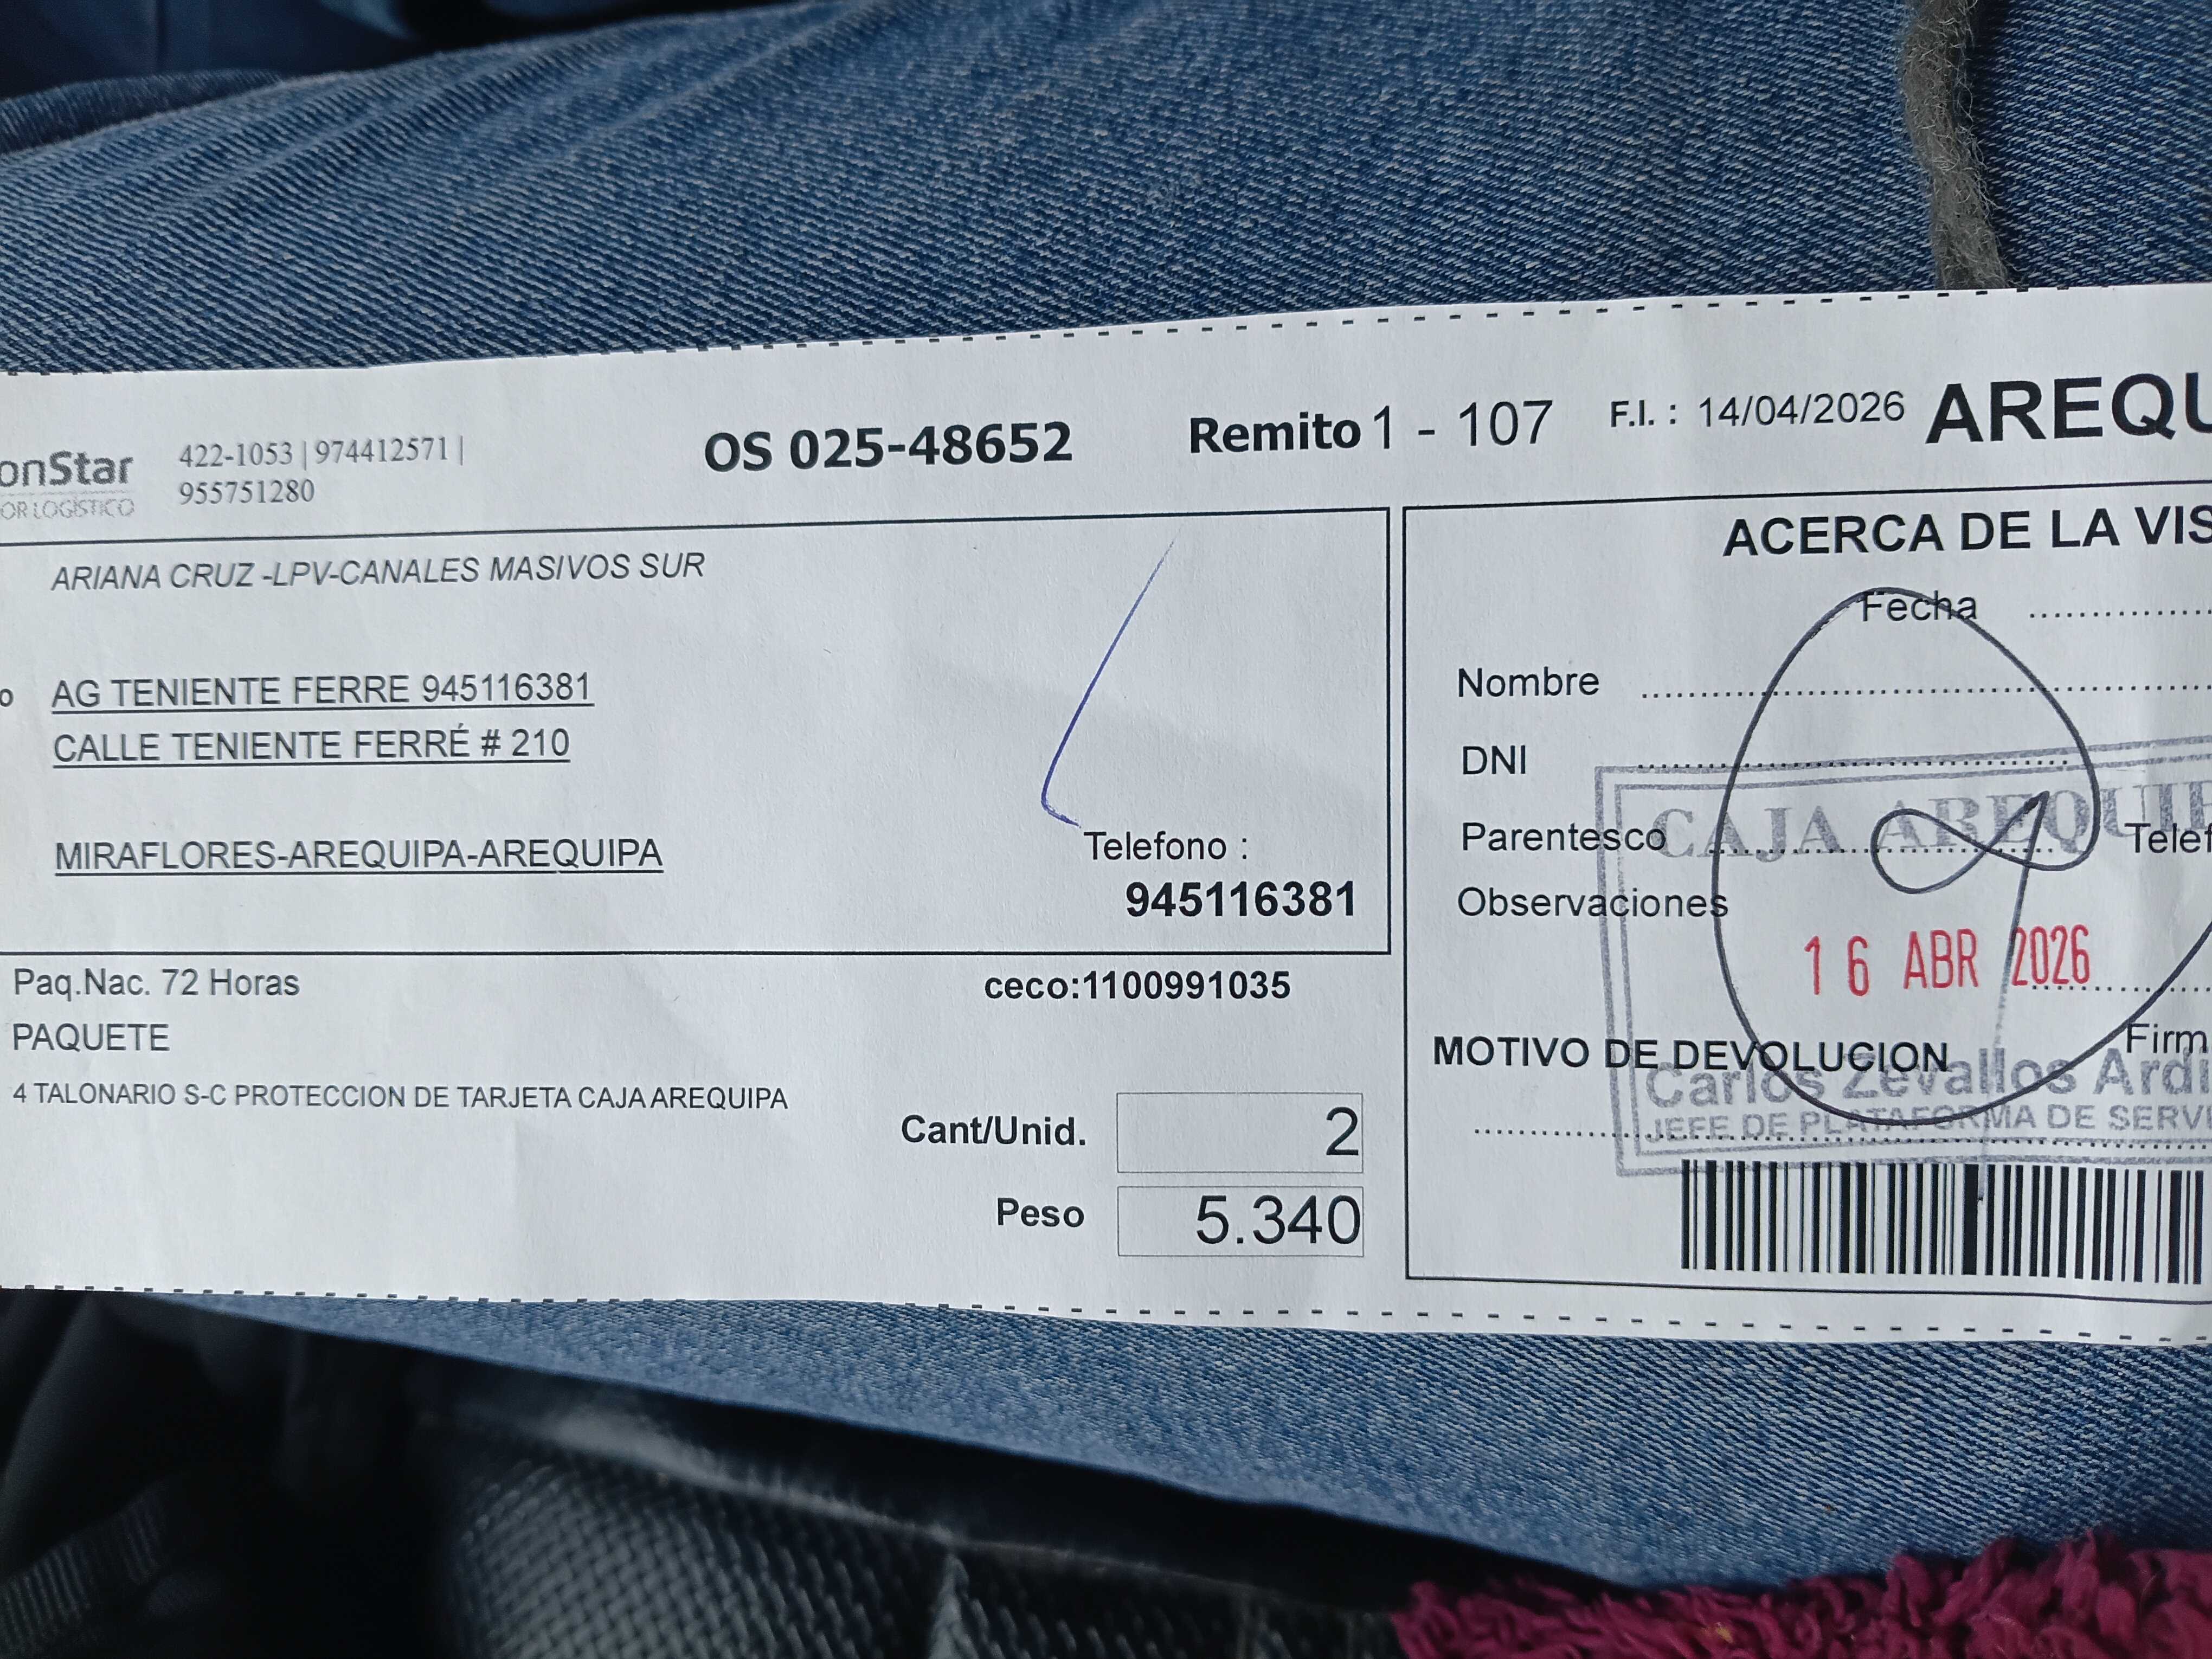 onStar
OR LOGÍSTICO
422-1053 | 974412571 |
955751280
OS 025-48652
Remito 1 - 107
F.I. : 14/04/2026
AREQU
ARIANA CRUZ -LPV-CANALES MASIVOS SUR
o AG TENIENTE FERRE 945116381
CALLE TENIENTE FERRÉ # 210
MIRAFLORES-AREQUIPA-AREQUIPA
Telefono :
945116381
Paq.Nac. 72 Horas
ceco:1100991035
PAQUETE
4 TALONARIO S-C PROTECCION DE TARJETA CAJA AREQUIPA
Cant/Unid. 2
Peso 5.340
ACERCA DE LA VIS
Fecha
Nombre
DNI
Parentesco
Telef
Observaciones
Firm
MOTIVO DE DEVOLUCION
CAJA AREQUIP
16 ABR 2026
Carlos Zevallos Ardi
JEFE DE PLATAFORMA DE SERVI